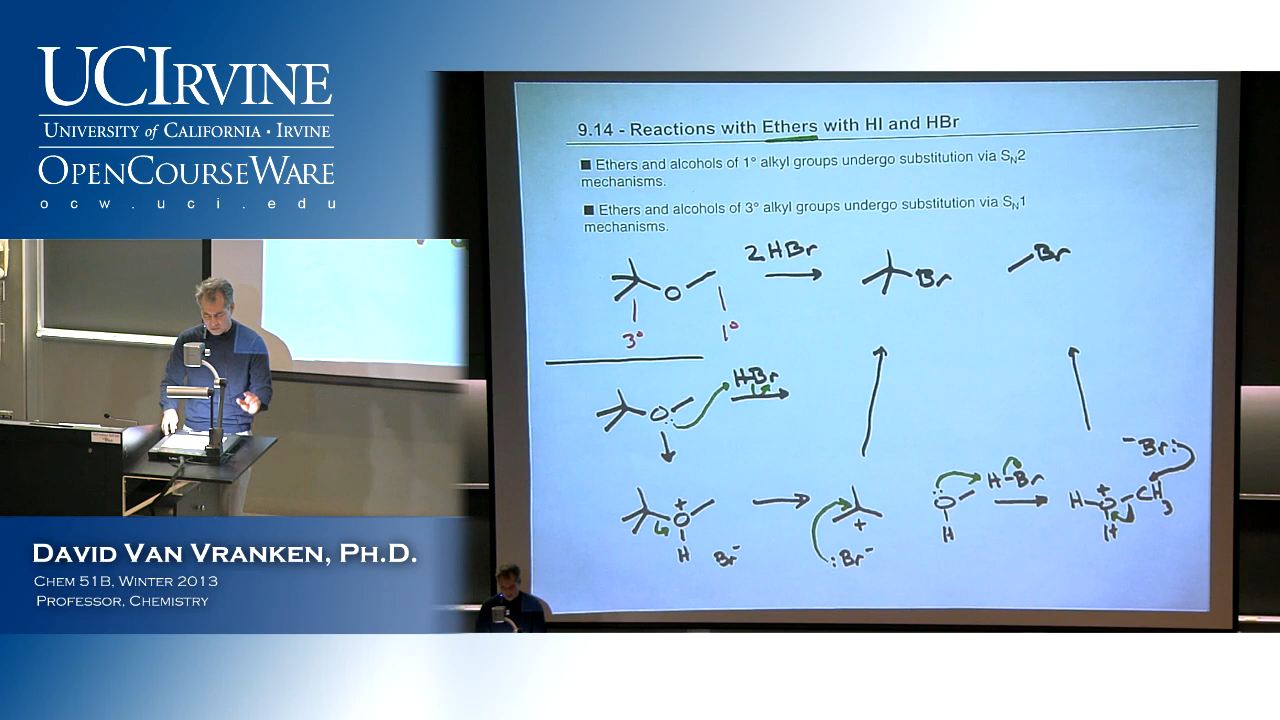 UCIRVINE
UNIVERSITY of CALIFORNIA · IRVINE
OPENCOURSEWARE
ocw.uci.edu
9.14 - Reactions with Ethers with HI and HBr
■ Ethers and alcohols of 1° alkyl groups undergo substitution via SN2
mechanisms.
■ Ethers and alcohols of 3° alkyl groups undergo substitution via SN1
mechanisms.
2HBr
O
Br
Br
3°
1°
H-Br
O:
-Br:
O+
H
Br-
+
:Br-
:O
H
H-Br
H-O+-CH3
H
DAVID VAN VRANKEN, PH.D.
CHEM 51B, WINTER 2013
PROFESSOR, CHEMISTRY